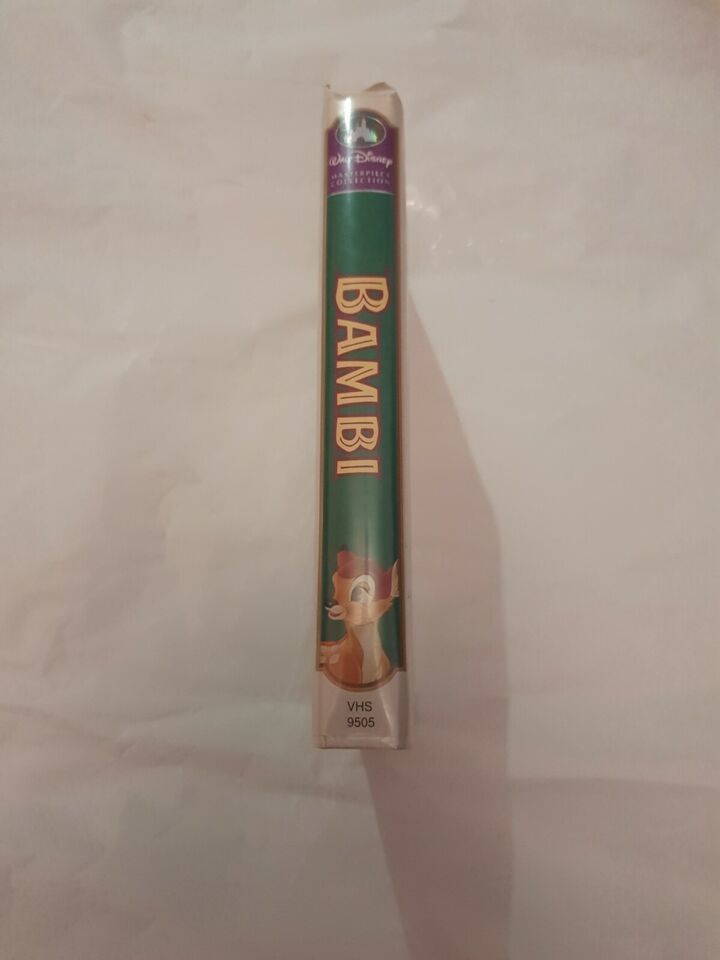 Walt Disney
MASTERPIECE
COLLECTION
BAMBI
VHS
9505